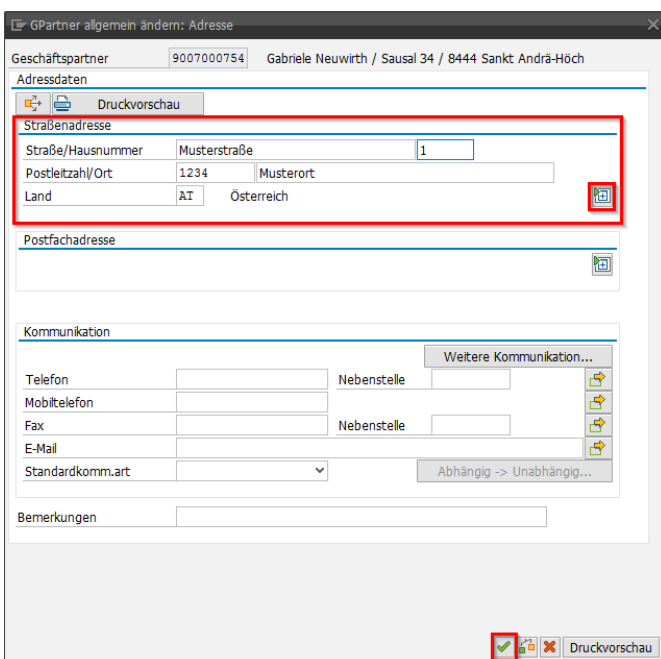 GPartner allgemein ändern: Adresse
Geschäftspartner 9007000754 Gabriele Neuwirth / Sausal 34 / 8444 Sankt Andrä-Höch
Adressdaten
Druckvorschau
Straßenadresse
Straße/Hausnummer Musterstraße 1
Postleitzahl/Ort 1234 Musterort
Land AT Österreich
Postfachadresse
Kommunikation
Weitere Kommunikation...
Telefon Nebenstelle
Mobiltelefon
Fax Nebenstelle
E-Mail
Standardkomm.art Abhängig -> Unabhängig...
Bemerkungen
Druckvorschau